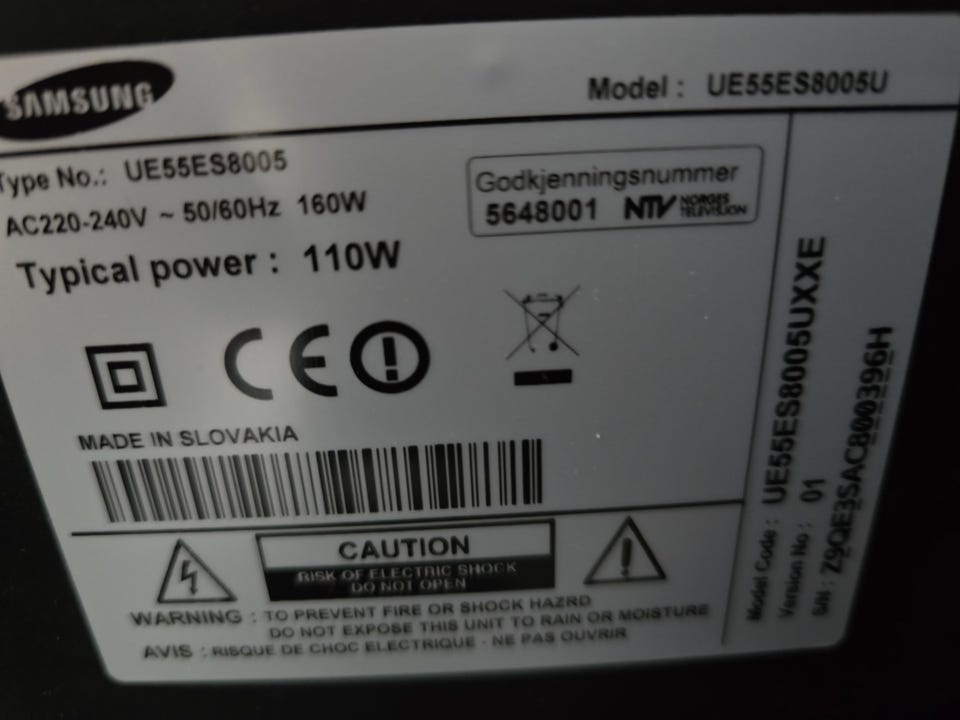 SAMSUNG
Model : UE55ES8005U
Type No.: UE55ES8005
AC220-240V ~ 50/60Hz 160W
Typical power : 110W
Godkjenningsnummer
5648001 NTV NORGES TELEVISION
CE
MADE IN SLOVAKIA
CAUTION
RISK OF ELECTRIC SHOCK
DO NOT OPEN
WARNING : TO PREVENT FIRE OR SHOCK HAZRD
DO NOT EXPOSE THIS UNIT TO RAIN OR MOISTURE
AVIS : RISQUE DE CHOC ELECTRIQUE - NE PAS OUVRIR
Model Code : UE55ES8005UXXE
Version No : 01
S/N : Z9QE3SAC800396H